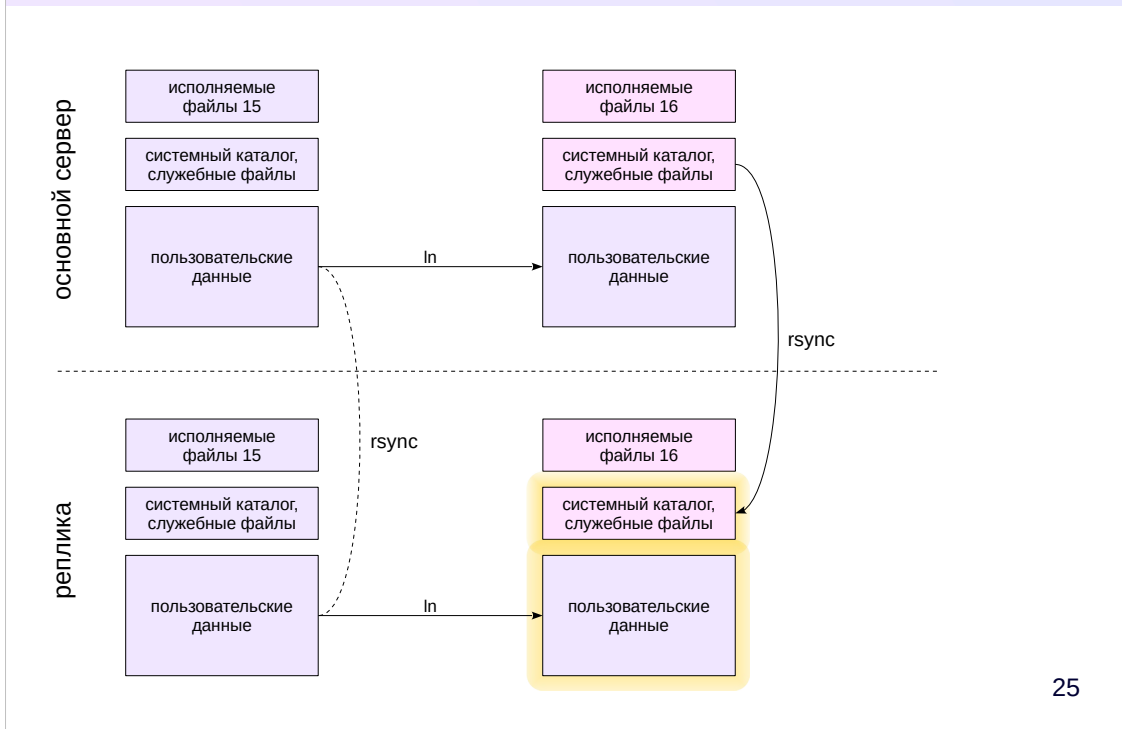 основной сервер
исполняемые
файлы 15
исполняемые
файлы 16
системный каталог,
служебные файлы
системный каталог,
служебные файлы
пользовательские
данные
ln
пользовательские
данные
rsync
реплика
исполняемые
файлы 15
rsync
исполняемые
файлы 16
системный каталог,
служебные файлы
системный каталог,
служебные файлы
пользовательские
данные
ln
пользовательские
данные
25